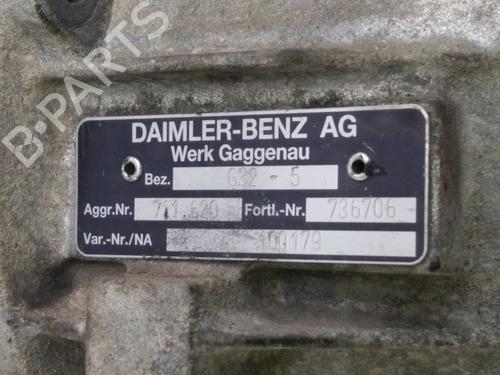 DAIMLER-BENZ AG
Werk Gaggenau
Bez. G32 - 5
Aggr.Nr. 711.620 Fortl.-Nr. 736706
Var.-Nr./NA 100179
B-PARTS